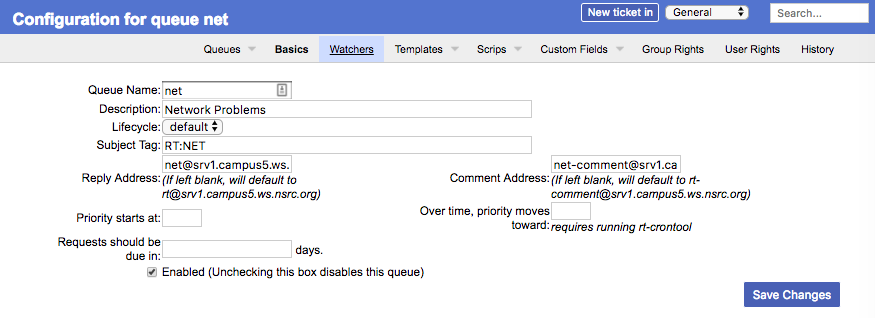 Configuration for queue net
New ticket in General Search...
Queues Basics Watchers Templates Scrips Custom Fields Group Rights User Rights History
Queue Name: net
Description: Network Problems
Lifecycle: default
Subject Tag: RT:NET
net@srv1.campus5.ws. net-comment@srv1.ca
Reply Address: (If left blank, will default to Comment Address: (If left blank, will default to rt-
rt@srv1.campus5.ws.nsrc.org) comment@srv1.campus5.ws.nsrc.org)
Priority starts at: Over time, priority moves
toward: requires running rt-crontool
Requests should be
due in: days.
Enabled (Unchecking this box disables this queue)
Save Changes